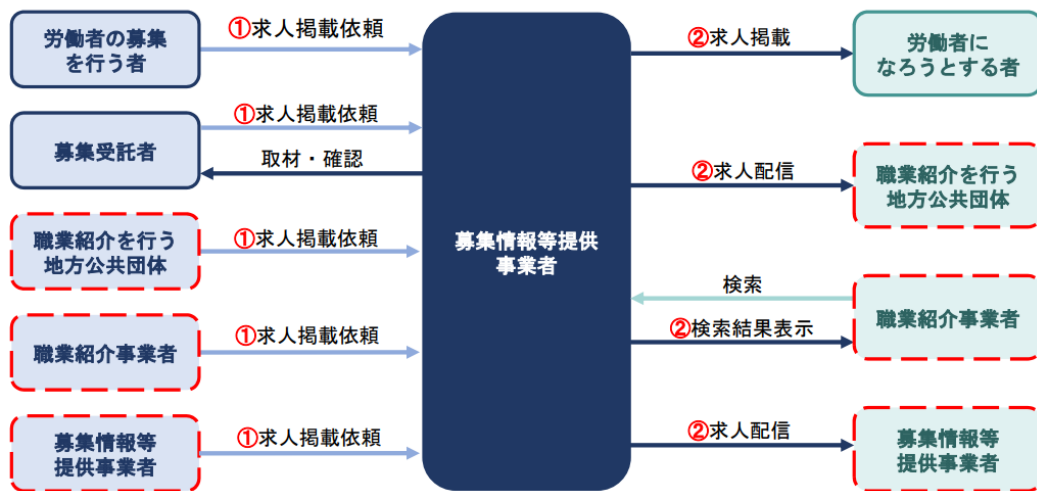 労働者の募集
を行う者
①求人掲載依頼
募集受託者
①求人掲載依頼
取材・確認
職業紹介を行う
地方公共団体
①求人掲載依頼
職業紹介事業者
①求人掲載依頼
募集情報等
提供事業者
①求人掲載依頼
募集情報等提供
事業者
②求人掲載
労働者に
なろうとする者
②求人配信
職業紹介を行う
地方公共団体
検索
②検索結果表示
職業紹介事業者
②求人配信
募集情報等
提供事業者